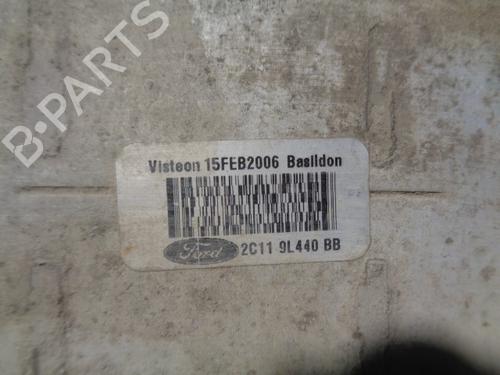 B-PARTS
Visteon 15FEB2006 Basildon
Ford 2C11 9L440 BB